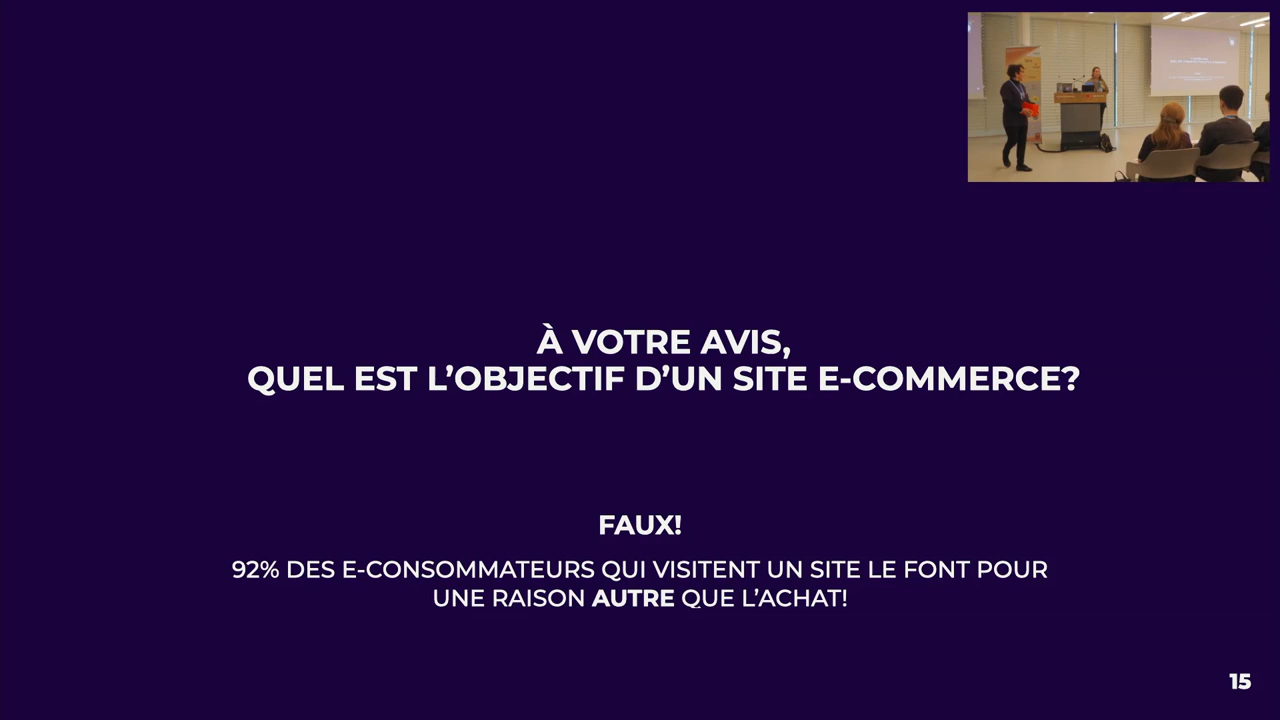 À VOTRE AVIS,
QUEL EST L’OBJECTIF D’UN SITE E-COMMERCE?
FAUX!
92% DES E-CONSOMMATEURS QUI VISITENT UN SITE LE FONT POUR
UNE RAISON AUTRE QUE L’ACHAT!
15